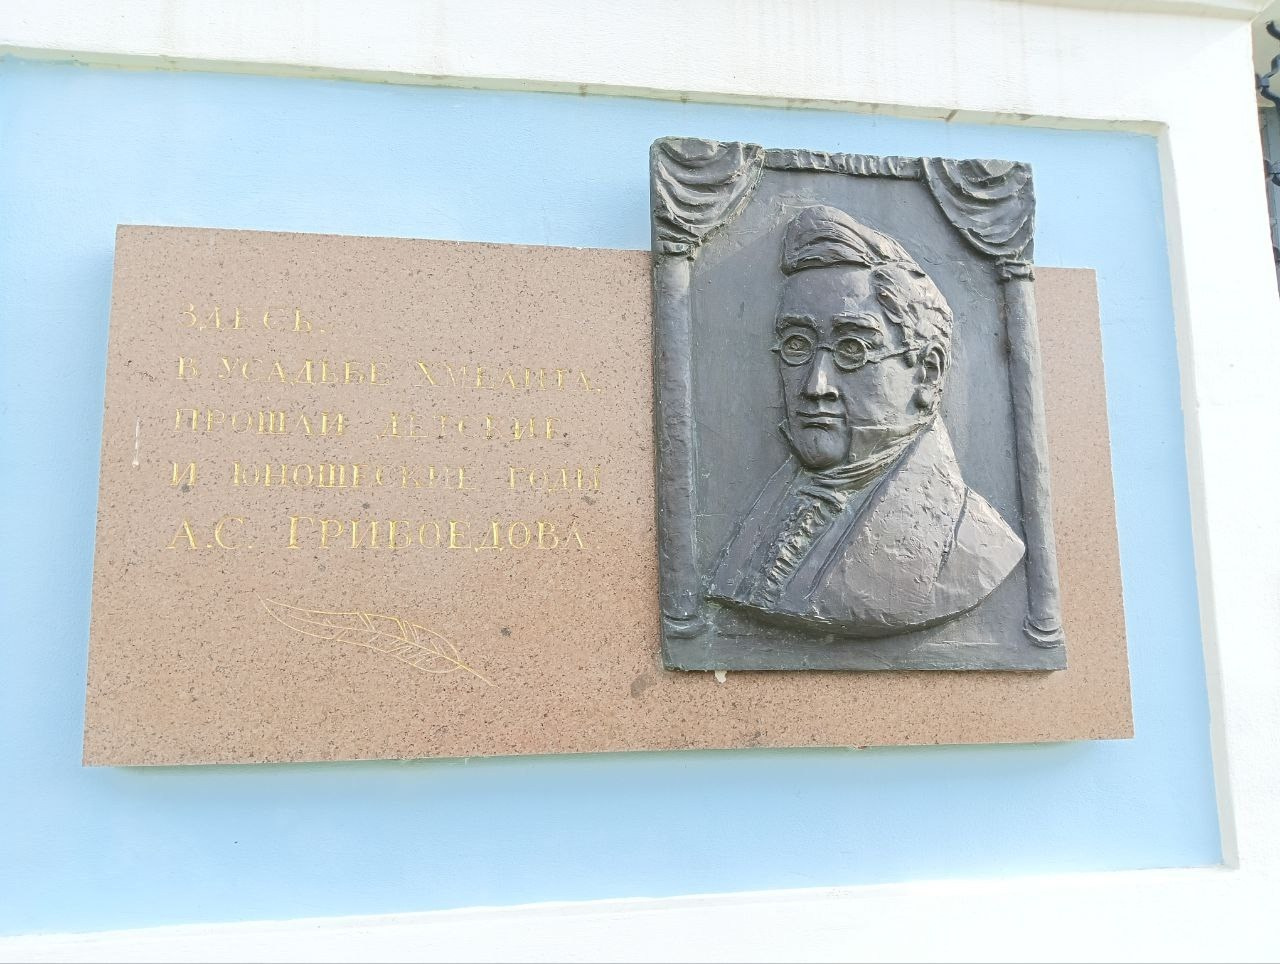 ЗДЕСЬ,
В УСАДЬБЕ ХМЕЛИТА,
ПРОШЛИ ДЕТСКИЕ
И ЮНОШЕСКИЕ ГОДЫ
А.С. ГРИБОЕДОВА.